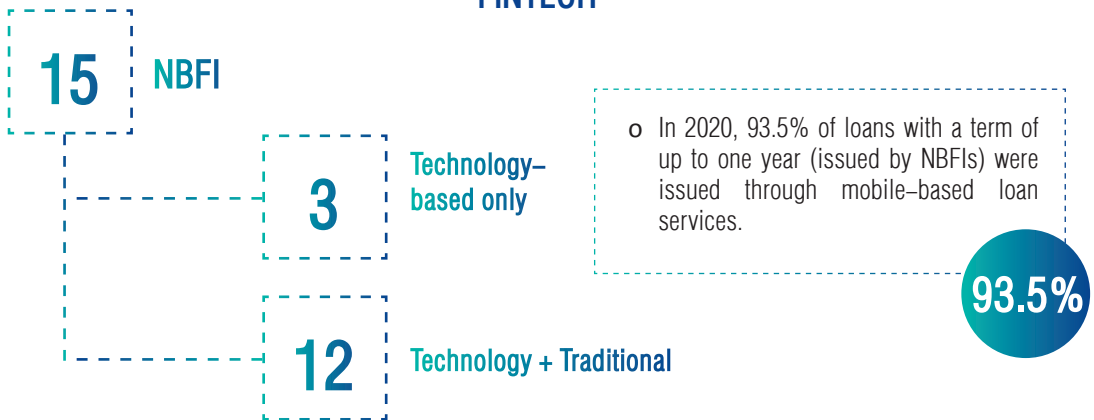 FINTECH
15
NBFI
3
Technology–
based only
12
Technology + Traditional
o In 2020, 93.5% of loans with a term of
up to one year (issued by NBFIs) were
issued through mobile–based loan
services.
93.5%